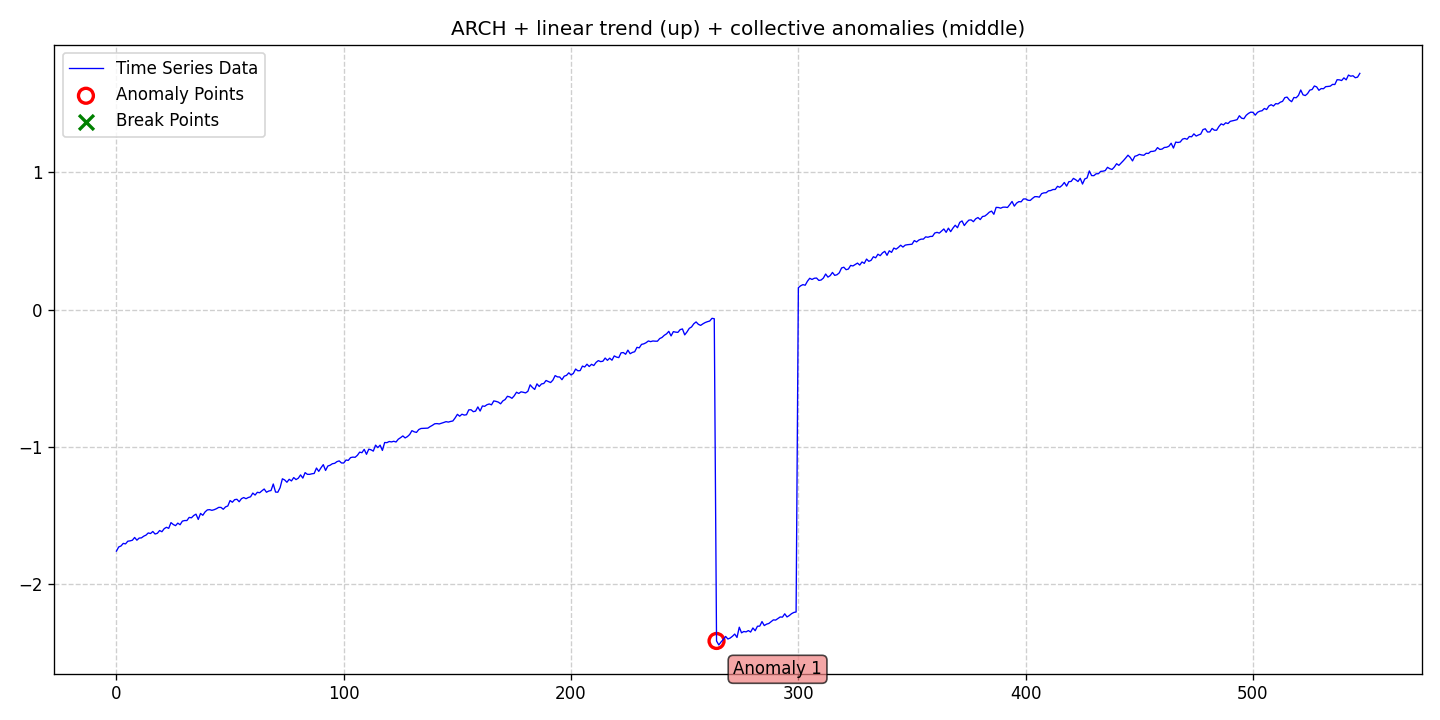 ARCH + linear trend (up) + collective anomalies (middle)
Time Series Data
Anomaly Points
Break Points
1
0
−1
−2
Anomaly 1
0 100 200 300 400 500